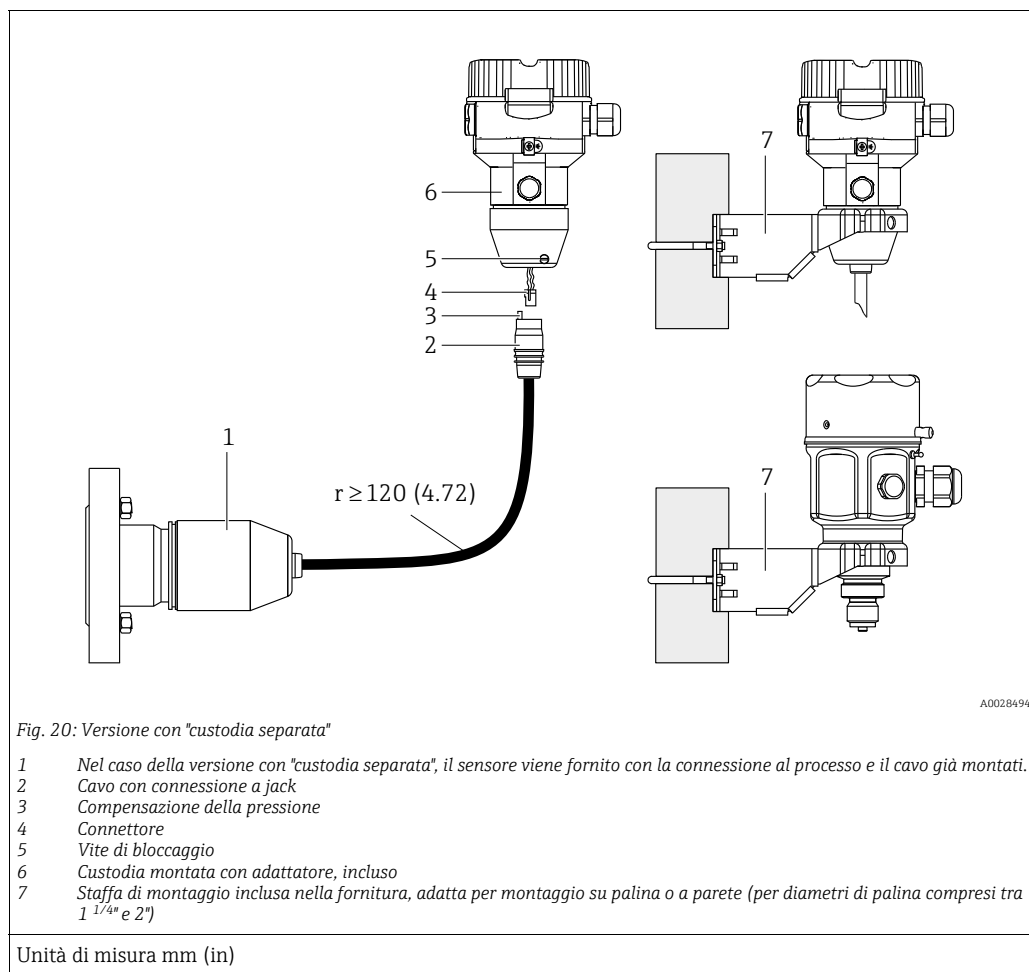 7
6
5
4
3
2
1
r ≥ 120 (4.72)
7
A0028494
Fig. 20: Versione con "custodia separata"
1 Nel caso della versione con "custodia separata", il sensore viene fornito con la connessione al processo e il cavo già montati.
2 Cavo con connessione a jack
3 Compensazione della pressione
4 Connettore
5 Vite di bloccaggio
6 Custodia montata con adattatore, incluso
7 Staffa di montaggio inclusa nella fornitura, adatta per montaggio su palina o a parete (per diametri di palina compresi tra
1 1/4" e 2")
Unità di misura mm (in)